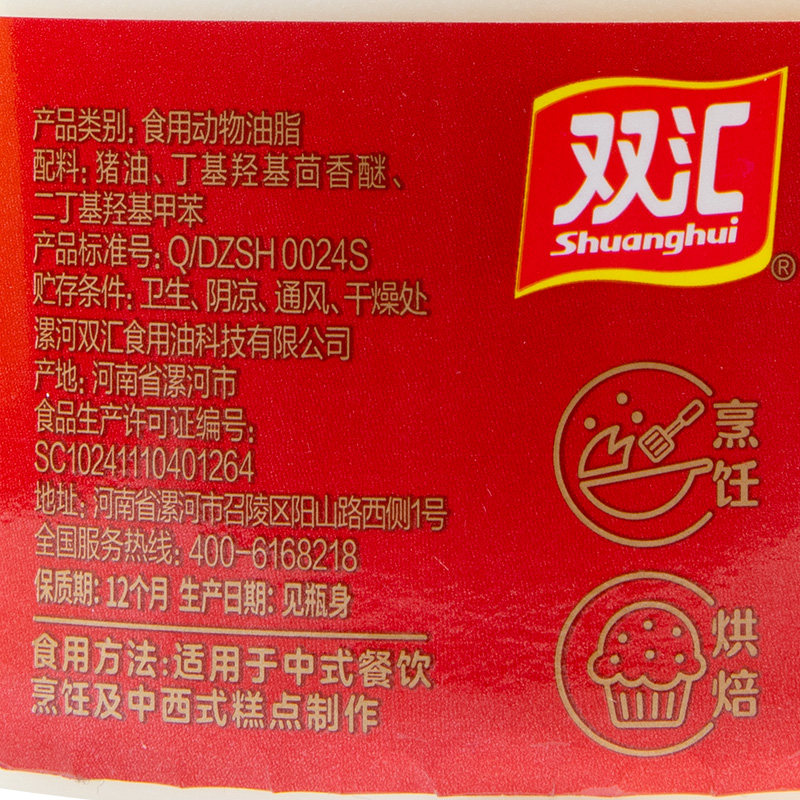 产品类别: 食用动物油脂
配料: 猪油、丁基羟基茴香醚、
二丁基羟基甲苯
产品标准号: Q/DZSH 0024S
贮存条件: 卫生、阴凉、通风、干燥处
漯河双汇食用油科技有限公司
产地: 河南省漯河市
食品生产许可证编号:
SC10241110401264
地址: 河南省漯河市召陵区阳山路西侧1号
全国服务热线: 400-6168218
保质期: 12个月 生产日期: 见瓶身
食用方法: 适用于中式餐饮
烹饪及中西式糕点制作
双汇
Shuanghui
®
烹饪
烘焙